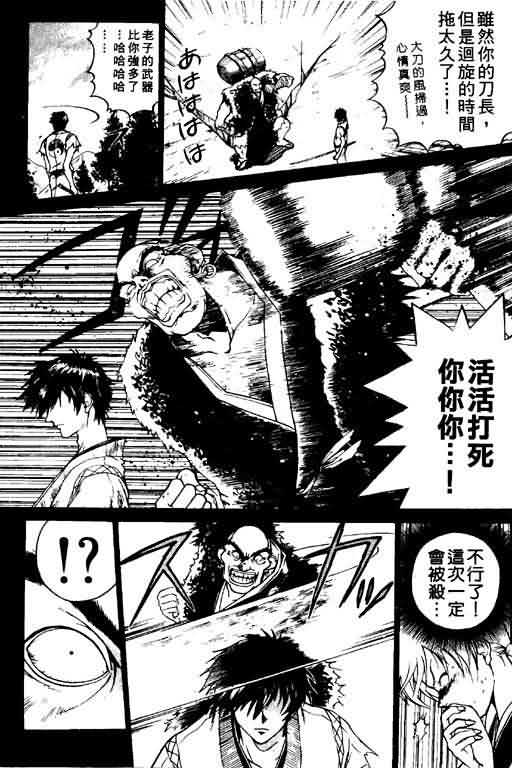 雖然你的刀長，
但是迴旋的時間
拖太久了…！
大刀的風掃過，
心情真爽——
あはすはは
老子的武器
比你強多了
……哈哈哈哈
活活打死
你你你…！
不行了！
這次一定
會被殺…
!?